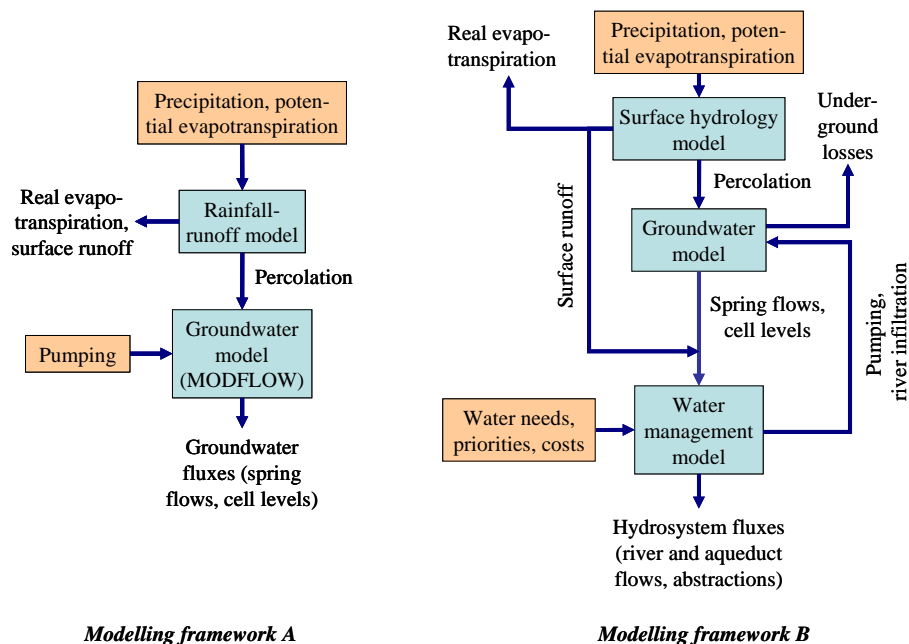 Precipitation, poten-
tial evapotranspiration
Real evapo-
transpiration,
surface runoff
Rainfall-
runoff model
Percolation
Pumping
Groundwater
model
(MODFLOW)
Groundwater
fluxes (spring
flows, cell levels)
Modelling framework A
Real evapo-
transpiration
Precipitation, poten-
tial evapotranspiration
Surface hydrology
model
Under-
ground
losses
Percolation
Groundwater
model
Surface runoff
Spring flows,
cell levels
Pumping,
river infiltration
Water needs,
priorities, costs
Water
management
model
Hydrosystem fluxes
(river and aqueduct
flows, abstractions)
Modelling framework B